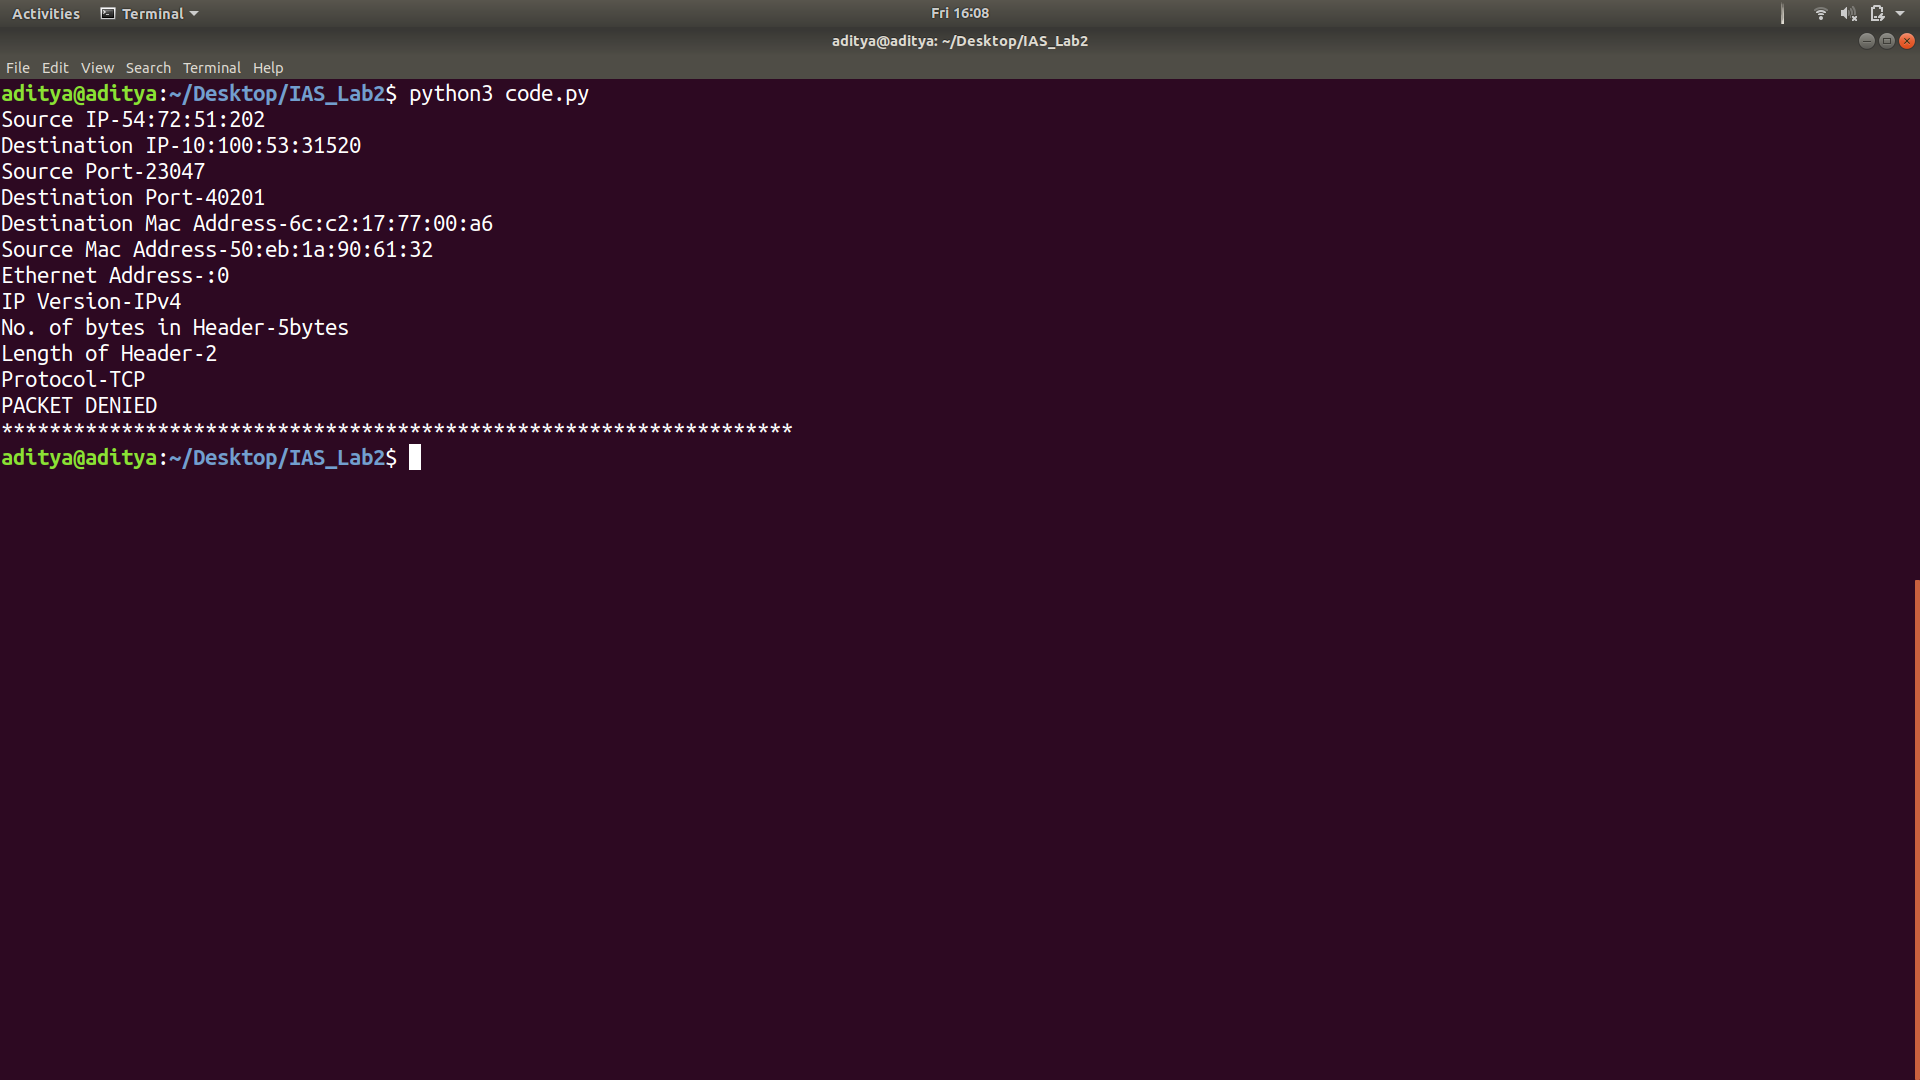 Activities Terminal Fri 16:08
aditya@aditya: ~/Desktop/IAS_Lab2
File Edit View Search Terminal Help
aditya@aditya:~/Desktop/IAS_Lab2$ python3 code.py
Source IP-54:72:51:202
Destination IP-10:100:53:31520
Source Port-23047
Destination Port-40201
Destination Mac Address-6c:c2:17:77:00:a6
Source Mac Address-50:eb:1a:90:61:32
Ethernet Address-:0
IP Version-IPv4
No. of bytes in Header-5bytes
Length of Header-2
Protocol-TCP
PACKET DENIED
******************************************************************
aditya@aditya:~/Desktop/IAS_Lab2$